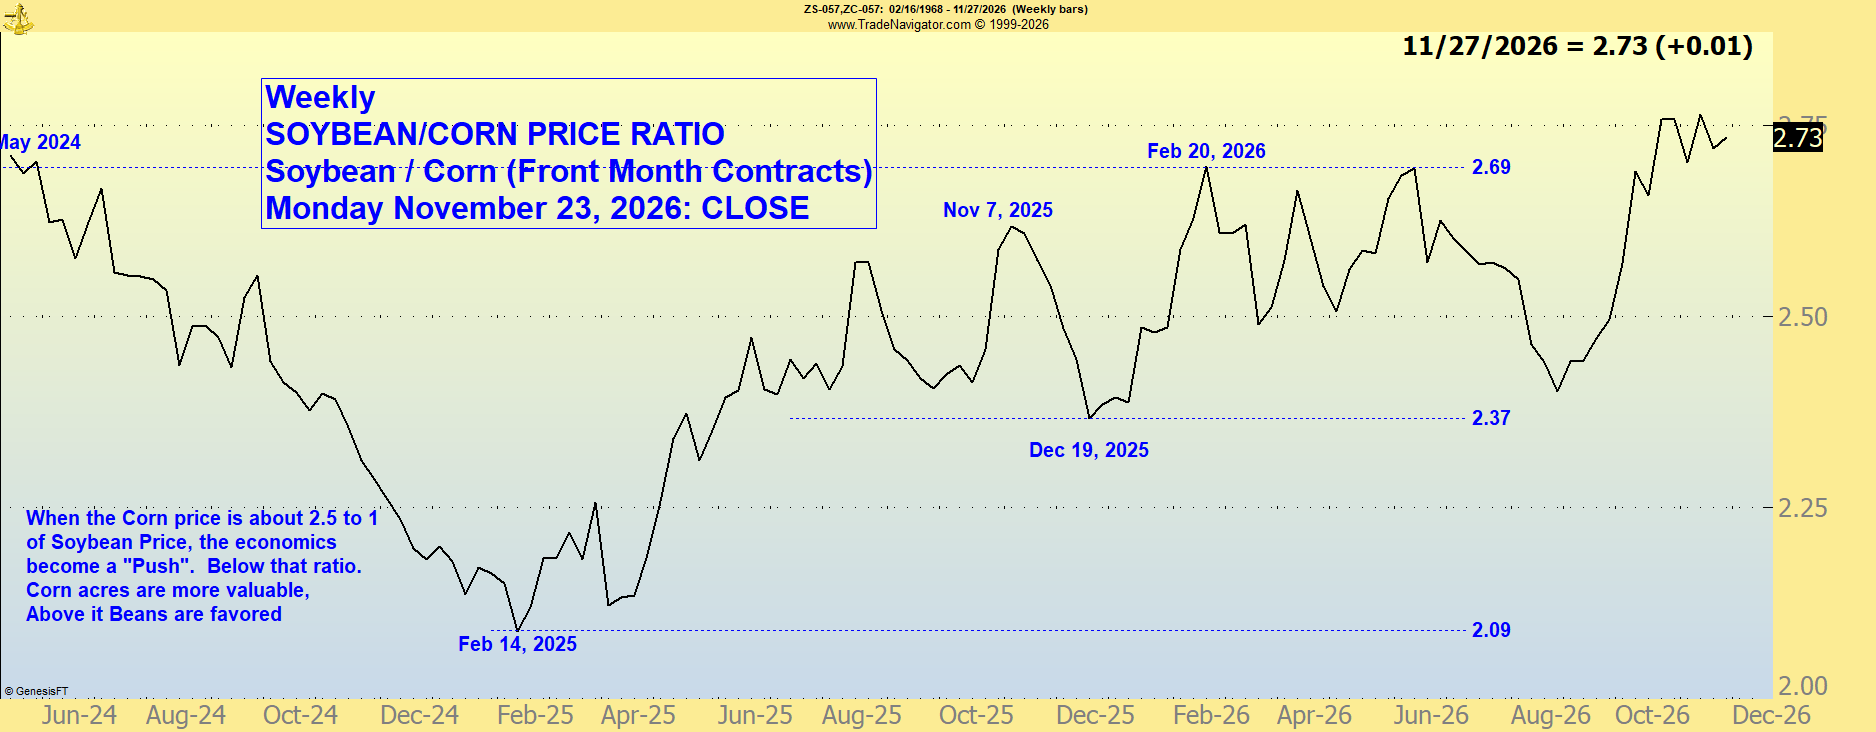 ZS-057,ZC-057: 02/16/1968 - 11/27/2026 (Weekly bars)
www.TradeNavigator.com © 1999-2026
11/27/2026 = 2.73 (+0.01)
Weekly
SOYBEAN/CORN PRICE RATIO
Soybean / Corn (Front Month Contracts)
Monday November 23, 2026: CLOSE
May 2024
Feb 20, 2026
2.69
Nov 7, 2025
2.37
Dec 19, 2025
When the Corn price is about 2.5 to 1
of Soybean Price, the economics
become a "Push". Below that ratio.
Corn acres are more valuable,
Above it Beans are favored
2.09
Feb 14, 2025
2.75
2.73
2.50
2.25
2.00
© GenesisFT
Jun-24 Aug-24 Oct-24 Dec-24 Feb-25 Apr-25 Jun-25 Aug-25 Oct-25 Dec-25 Feb-26 Apr-26 Jun-26 Aug-26 Oct-26 Dec-26